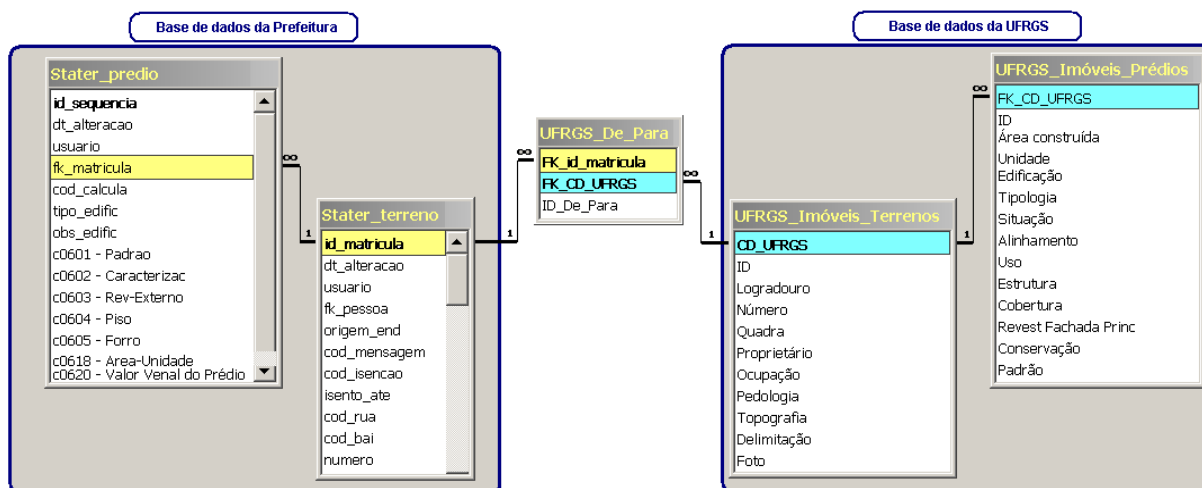 Base de dados da Prefeitura
Stater_predio
id_sequencia
dt_alteracao
usuario
fk_matricula
cod_calcula
tipo_edific
obs_edific
c0601 - Padrao
c0602 - Caracterizac
c0603 - Rev-Externo
c0604 - Piso
c0605 - Forro
c0618 - Area-Unidade
c0620 - Valor Venal do Prédio
∞
1
Stater_terreno
id_matricula
dt_alteracao
usuario
fk_pessoa
origem_end
cod_mensagem
cod_isencao
isento_ate
cod_rua
cod_bai
numero
1
∞
UFRGS_De_Para
FK_id_matricula
FK_CD_UFRGS
ID_De_Para
∞
1
Base de dados da UFRGS
UFRGS_Imóveis_Terrenos
CD_UFRGS
ID
Logradouro
Número
Quadra
Proprietário
Ocupação
Pedologia
Topografia
Delimitação
Foto
1
∞
UFRGS_Imóveis_Prédios
FK_CD_UFRGS
ID
Área construída
Unidade
Edificação
Tipologia
Situação
Alinhamento
Uso
Estrutura
Cobertura
Revest Fachada Princ
Conservação
Padrão